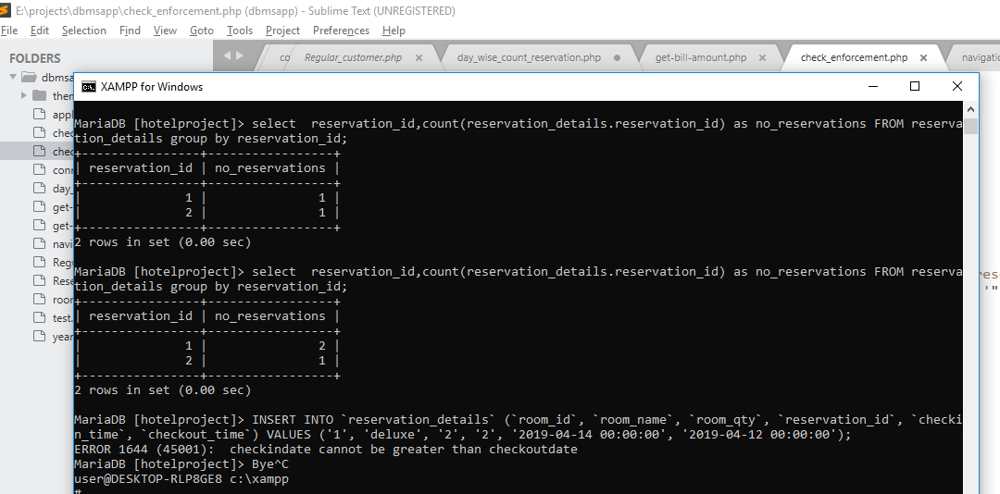 E:\projects\dbmsapp\check_enforcement.php (dbmsapp) - Sublime Text (UNREGISTERED)
File Edit Selection Find View Goto Tools Project Preferences Help
FOLDERS
co Regular_customer.php day_wise_count_reservation.php get-bill-amount.php check_enforcement.php navigatio
dbmsa
them
appl
chec
chec
conn
day_
get-
get-
navi
Regu
Rese
room
test.
year
XAMPP for Windows
MariaDB [hotelproject]> select  reservation_id,count(reservation_details.reservation_id) as no_reservations FROM reserva
tion_details group by reservation_id;
+----------------+-----------------+
| reservation_id | no_reservations |
+----------------+-----------------+
|              1 |               1 |
|              2 |               1 |
+----------------+-----------------+
2 rows in set (0.00 sec)
MariaDB [hotelproject]> select  reservation_id,count(reservation_details.reservation_id) as no_reservations FROM reserva
tion_details group by reservation_id;
+----------------+-----------------+
| reservation_id | no_reservations |
+----------------+-----------------+
|              1 |               2 |
|              2 |               1 |
+----------------+-----------------+
2 rows in set (0.00 sec)
MariaDB [hotelproject]> INSERT INTO `reservation_details` (`room_id`, `room_name`, `room_qty`, `reservation_id`, `checki
n_time`, `checkout_time`) VALUES ('1', 'deluxe', '2', '2', '2019-04-14 00:00:00', '2019-04-12 00:00:00');
ERROR 1644 (45001):  checkindate cannot be greater than checkoutdate
MariaDB [hotelproject]> Bye^C
user@DESKTOP-RLP8GE8 c:\xampp
#
res
'"